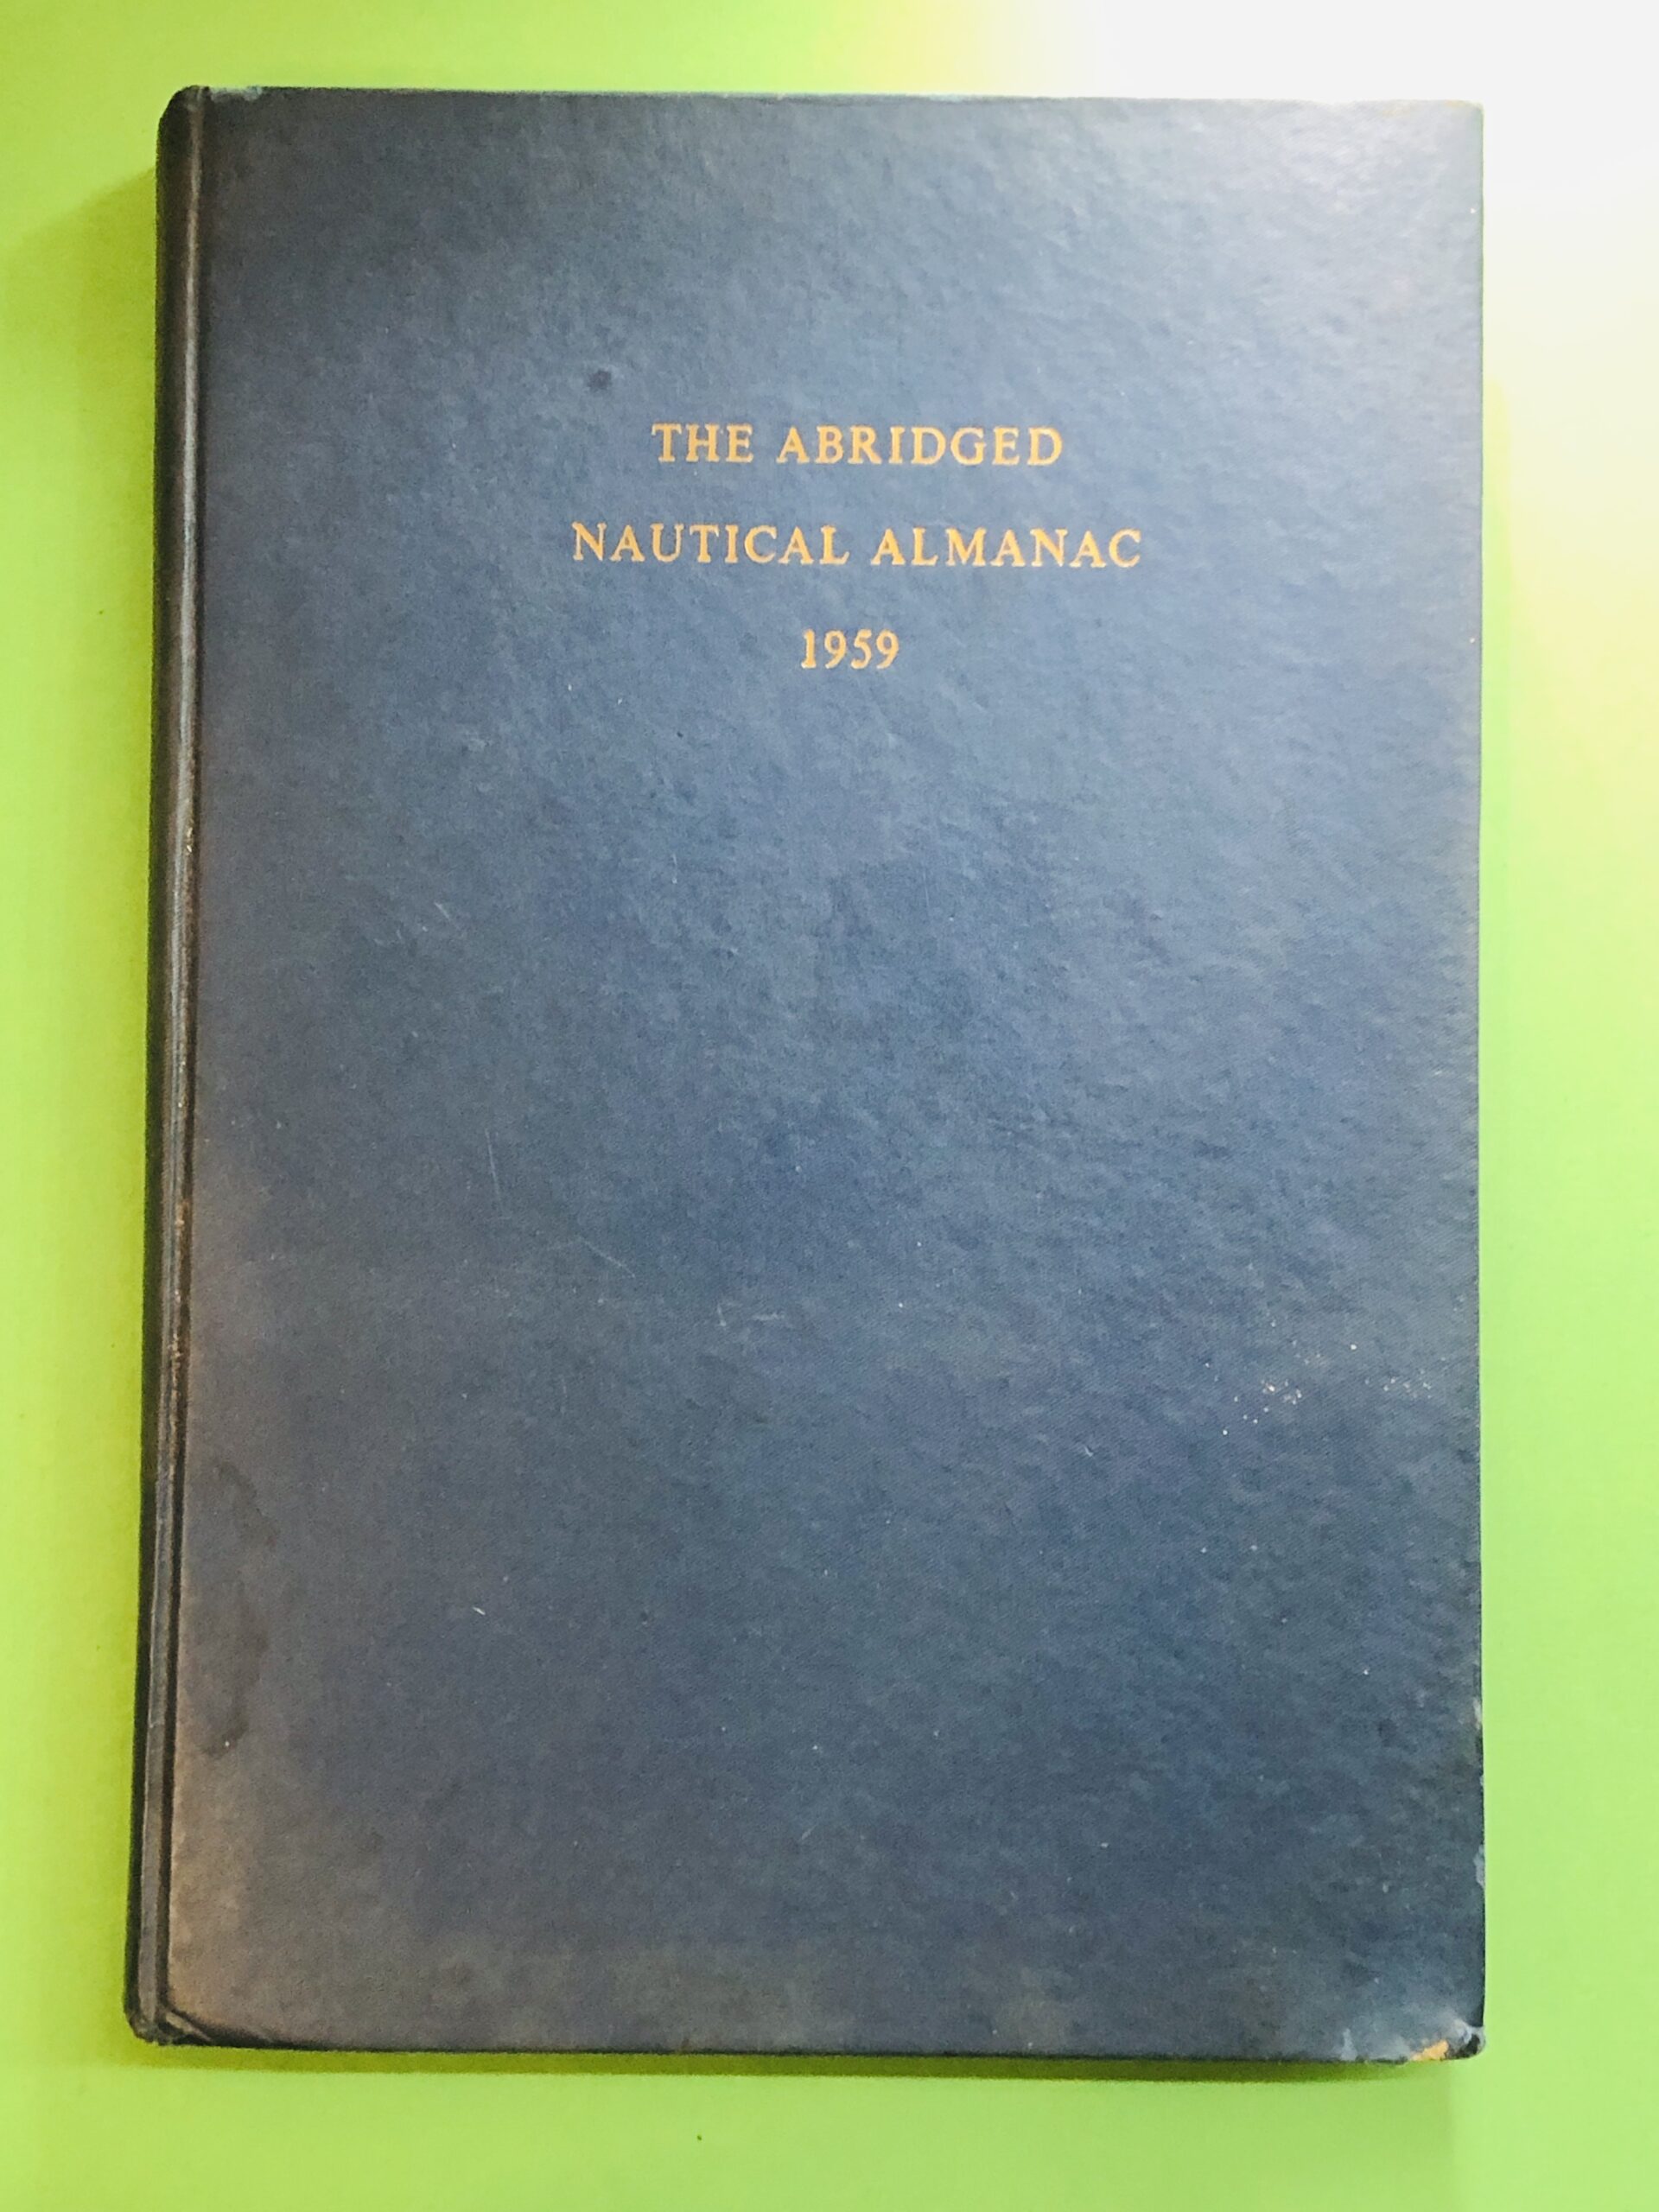 THE ABRIDGED
NAUTICAL ALMANAC
1959